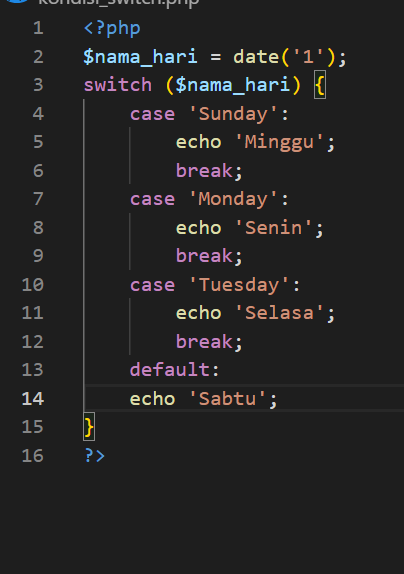 kondisi_switch.php
1 <?php
2 $nama_hari = date('1');
3 switch ($nama_hari) {
4 case 'Sunday':
5 echo 'Minggu';
6 break;
7 case 'Monday':
8 echo 'Senin';
9 break;
10 case 'Tuesday':
11 echo 'Selasa';
12 break;
13 default:
14 echo 'Sabtu';
15 }
16 ?>